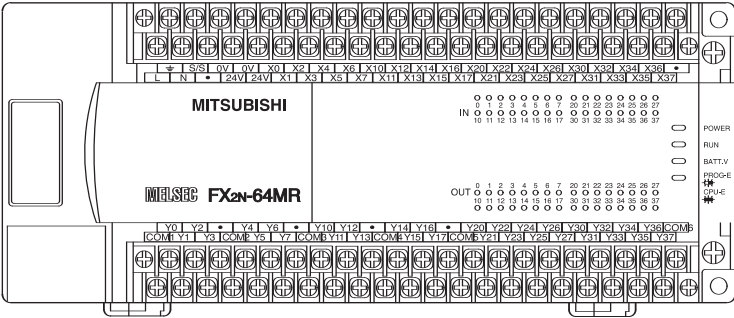 ⏚ S/S 0V 0V X0 X2 X4 X6 X10 X12 X14 X16 X20 X22 X24 X26 X30 X32 X34 X36 •
L N • 24V 24V X1 X3 X5 X7 X11 X13 X15 X17 X21 X23 X25 X27 X31 X33 X35 X37
MITSUBISHI
0 1 2 3 4 5 6 7 20 21 22 23 24 25 26 27
IN
10 11 12 13 14 15 16 17 30 31 32 33 34 35 36 37
POWER
RUN
BATT.V
PROG-E
CPU-E
MELSEC FX2N-64MR
0 1 2 3 4 5 6 7 20 21 22 23 24 25 26 27
OUT
10 11 12 13 14 15 16 17 30 31 32 33 34 35 36 37
Y0 Y2 • Y4 Y6 • Y10 Y12 • Y14 Y16 • Y20 Y22 Y24 Y26 Y30 Y32 Y34 Y36 COM6
COM1 Y1 Y3 COM2 Y5 Y7 COM3 Y11 Y13 COM4 Y15 Y17 COM5 Y21 Y23 Y25 Y27 Y31 Y33 Y35 Y37